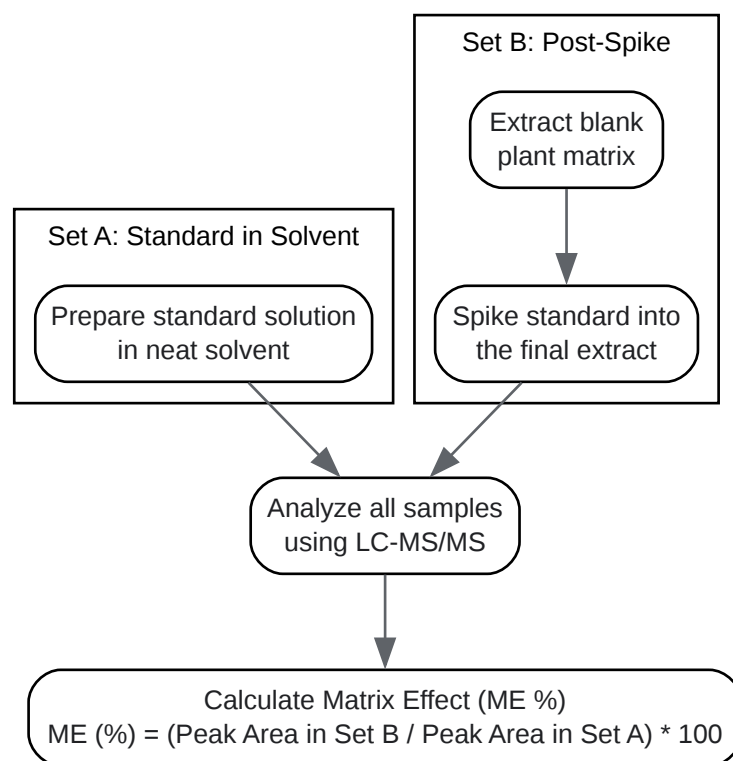 Set B: Post-Spike
Extract blank
plant matrix
Set A: Standard in Solvent
Prepare standard solution
in neat solvent
Spike standard into
the final extract
Analyze all samples
using LC-MS/MS
Calculate Matrix Effect (ME %)
ME (%) = (Peak Area in Set B / Peak Area in Set A) * 100